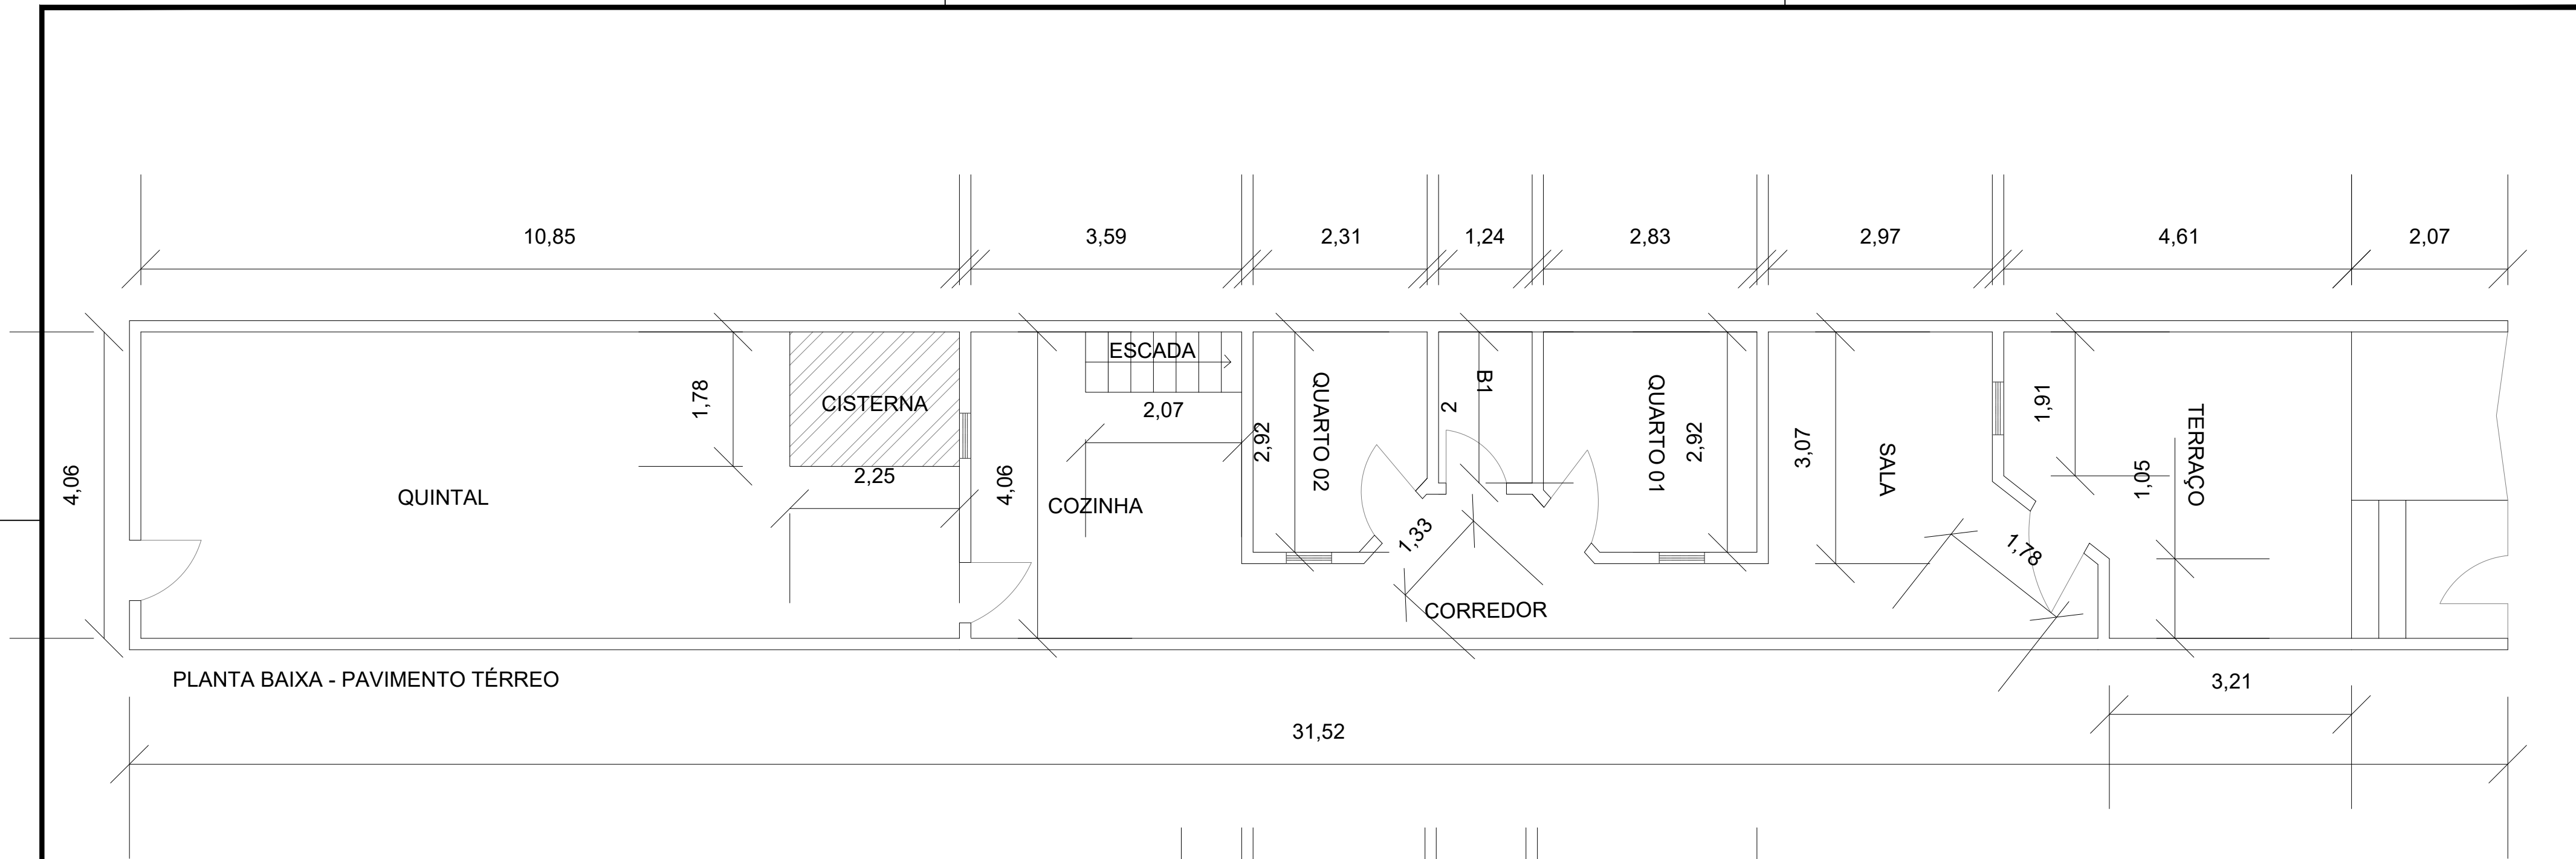 10,85
3,59
2,31
1,24
2,83
2,97
4,61
2,07
ESCADA
CISTERNA
1,78
2,07
2,25
4,06
QUINTAL
4,06
COZINHA
2,92
QUARTO 02
2
B1
QUARTO 01
2,92
3,07
SALA
1,91
1,05
TERRAÇO
1,33
1,78
CORREDOR
PLANTA BAIXA - PAVIMENTO TÉRREO
3,21
31,52